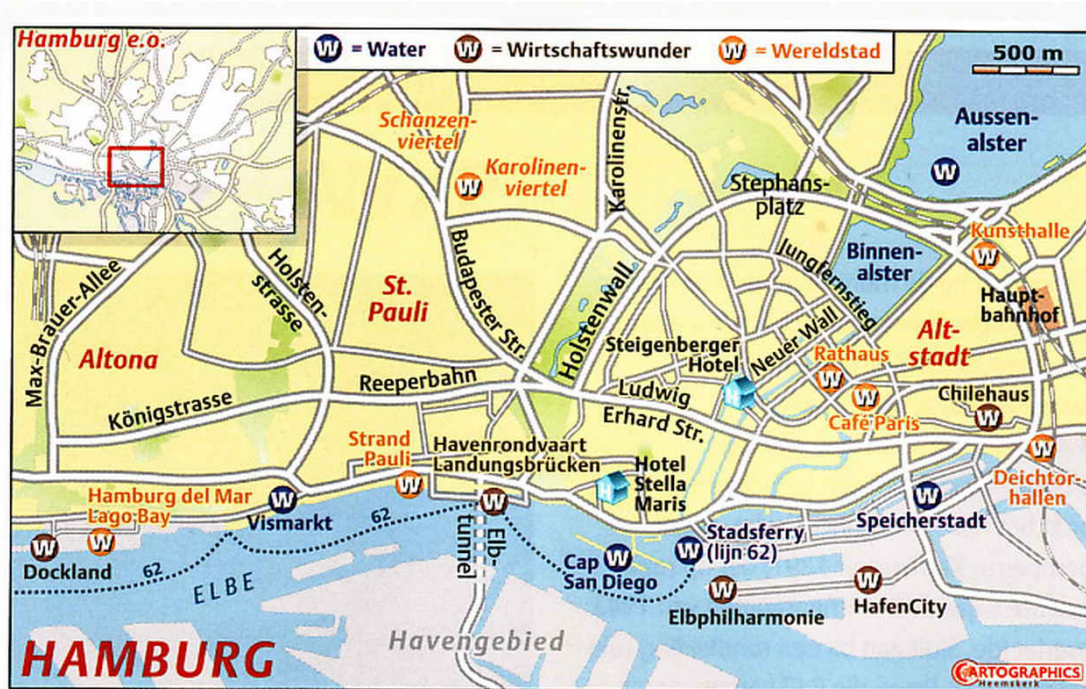 Hamburg e.o.
W = Water
W = Wirtschaftswunder
W = Wereldstad
500 m
Aussen-
alster
W
Schanzen-
viertel
Karolinen-
viertel
W
Karolinenstr.
Stephans-
platz
Kunsthalle
W
Binnen-
alster
Jungfernstieg
Haupt-
bahnhof
Max-Brauer-Allee
Holsten-
strasse
St.
Pauli
Budapester Str.
Holstenwall
Altona
Steigenberger
Hotel
Neuer Wall
Alt-
stadt
Rathaus
W
Café Paris
W
Chilehaus
W
Reeperbahn
Königstrasse
Ludwig
Erhard Str.
Strand
Pauli
W
Havenrondvaart
Landungsbrücken
W
Hotel
Stella
Maris
Deichtor-
hallen
W
Hamburg del Mar
Lago Bay
W
Vismarkt
W
Dockland
W
62
62
ELBE
Elb-
tunnel
Cap
San Diego
W
Stadsferry
(lijn 62)
W
Speicherstadt
W
Elbphilharmonie
W
HafenCity
W
Havengebied
HAMBURG
CARTOGRAPHICS
Heemskerk